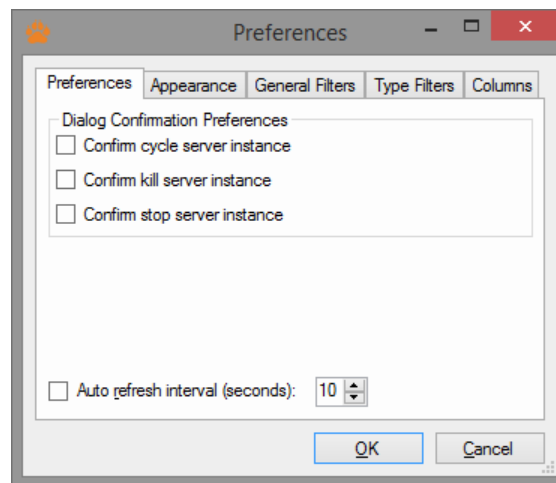 Preferences
Preferences Appearance General Filters Type Filters Columns
Dialog Confirmation Preferences
Confirm cycle server instance
Confirm kill server instance
Confirm stop server instance
Auto refresh interval (seconds): 10
OK Cancel